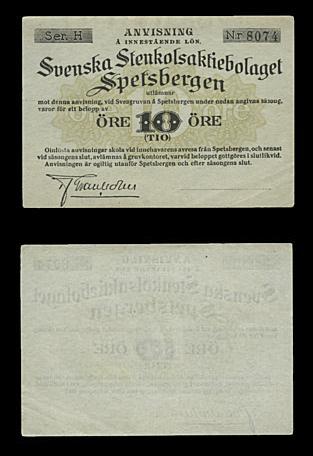 Ser. H
ANVISNING
Å INNESTÅENDE LÖN.
Nr 8074
Svenska Stenkolsaktiebolaget
Spetsbergen
utlämnar
mot denna anvisning, vid Sveagruvan å Spetsbergen under nedan angivna säsong,
varor för ett belopp av
ÖRE 10 ÖRE
(TIO)
Oinlösta anvisningar skola vid innehavarens avresa från Spetsbergen, och senast
vid säsongens slut, avlämnas å gruvkontoret, varvid beloppet gottgöres i slutlikvid.
Anvisningen är ogiltig utanför Spetsbergen och efter säsongens slut.